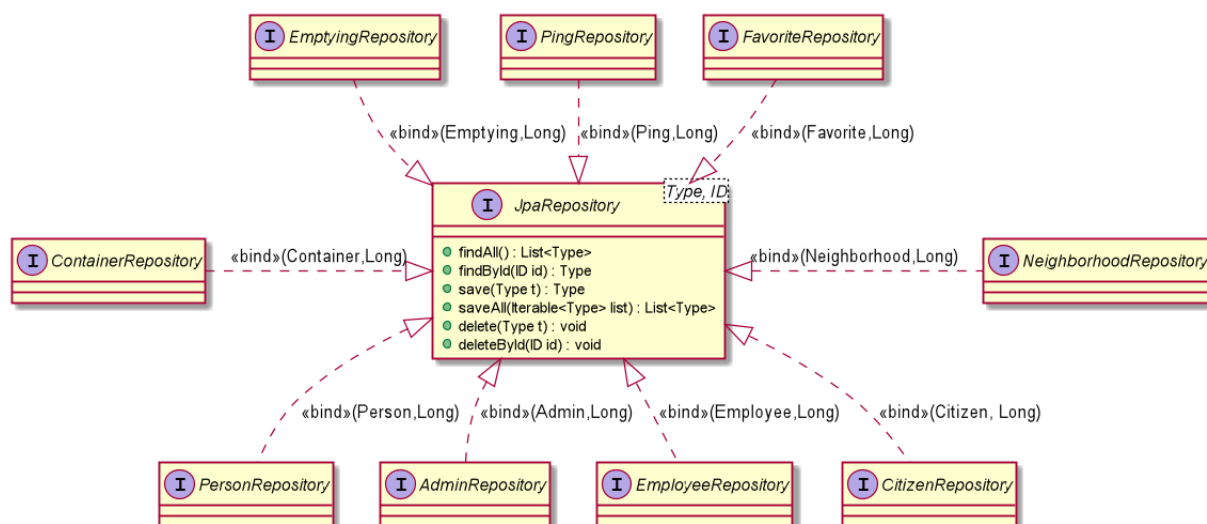 I EmptyingRepository
I PingRepository
I FavoriteRepository
«bind»(Emptying,Long)
«bind»(Ping,Long)
«bind»(Favorite,Long)
Type, ID
I JpaRepository
findAll() : List<Type>
findById(ID id) : Type
save(Type t) : Type
saveAll(Iterable<Type> list) : List<Type>
delete(Type t) : void
deleteById(ID id) : void
I ContainerRepository
«bind»(Container,Long)
«bind»(Neighborhood,Long)
I NeighborhoodRepository
«bind»(Person,Long)
«bind»(Admin,Long)
«bind»(Employee,Long)
«bind»(Citizen, Long)
I PersonRepository
I AdminRepository
I EmployeeRepository
I CitizenRepository